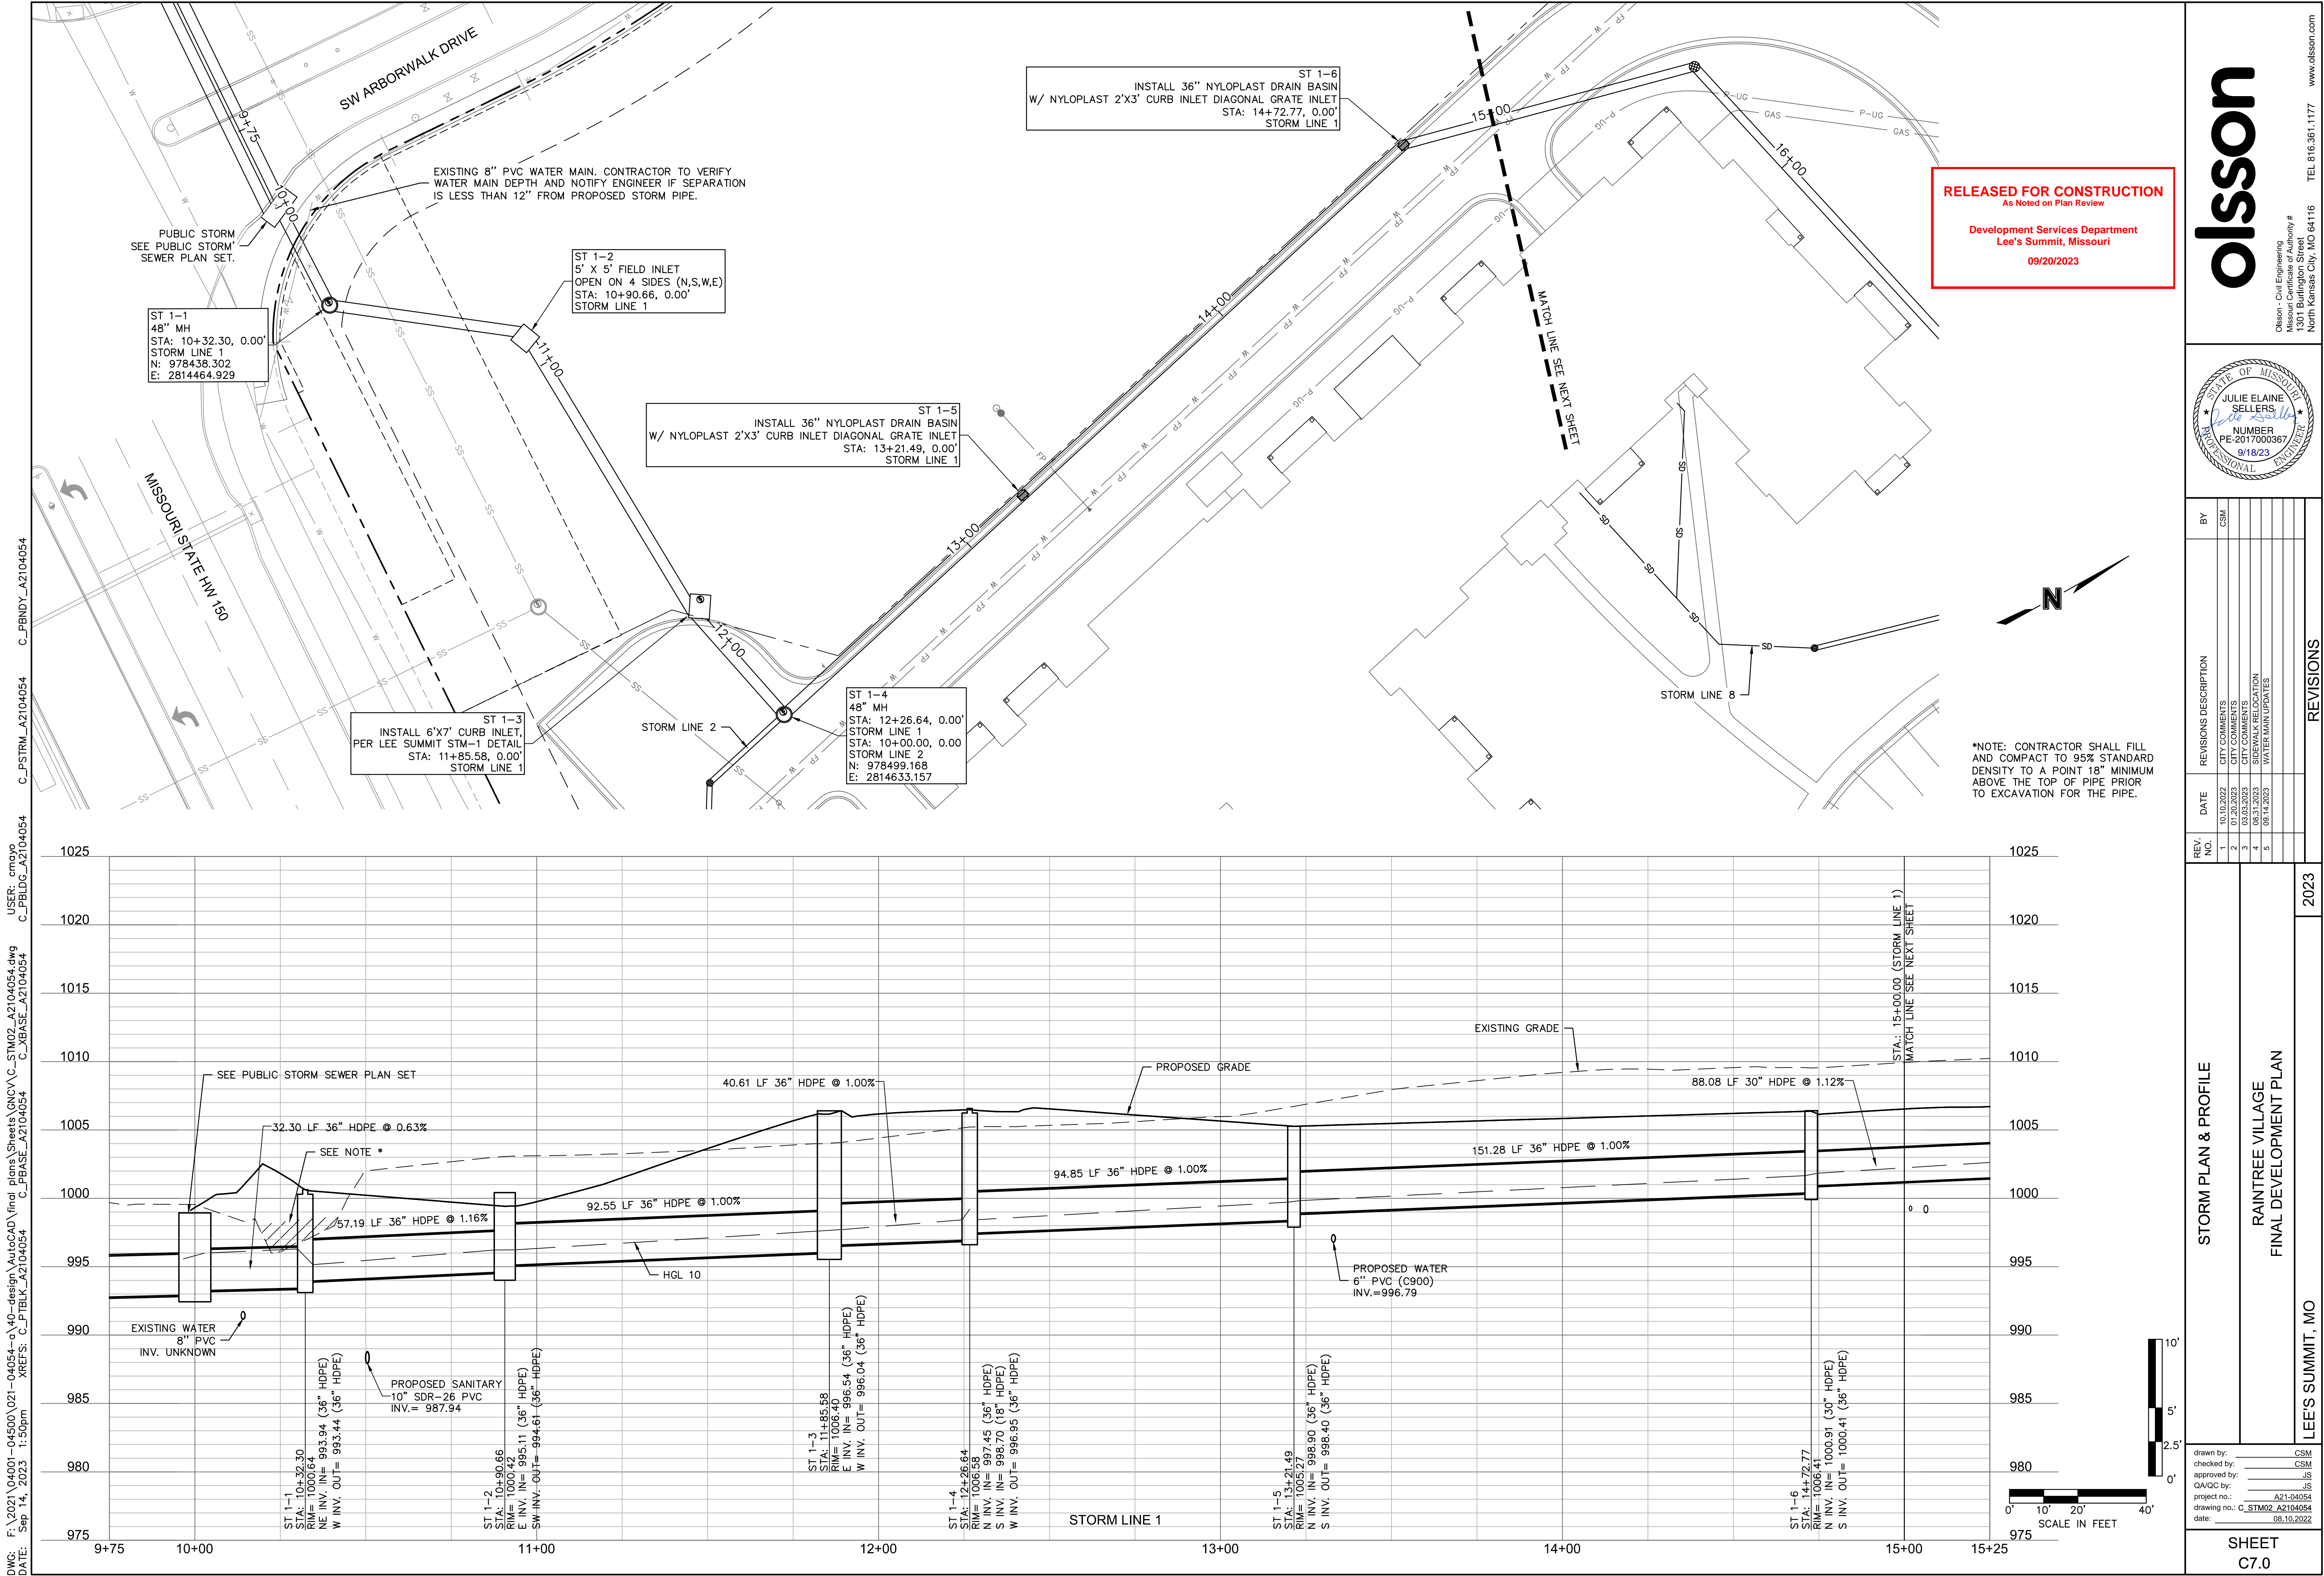 SW ARBORWALK DRIVE
9+75
10+00
EXISTING 8" PVC WATER MAIN. CONTRACTOR TO VERIFY
WATER MAIN DEPTH AND NOTIFY ENGINEER IF SEPARATION
IS LESS THAN 12" FROM PROPOSED STORM PIPE.
PUBLIC STORM
SEE PUBLIC STORM'
SEWER PLAN SET.
ST 1-1
48" MH
STA: 10+32.30, 0.00'
STORM LINE 1
N: 978438.302
E: 2814464.929
ST 1-2
5' X 5' FIELD INLET
OPEN ON 4 SIDES (N,S,W,E)
STA: 10+90.66, 0.00'
STORM LINE 1
11+00
MISSOURI STATE HW 150
ST 1-3
INSTALL 6'X7' CURB INLET,
PER LEE SUMMIT STM-1 DETAIL
STA: 11+85.58, 0.00'
STORM LINE 1
12+00
STORM LINE 2
ST 1-4
48" MH
STA: 12+26.64, 0.00'
STORM LINE 1
STA: 10+00.00, 0.00
STORM LINE 2
N: 978499.168
E: 2814633.157
ST 1-5
INSTALL 36" NYLOPLAST DRAIN BASIN
W/ NYLOPLAST 2'X3' CURB INLET DIAGONAL GRATE INLET
STA: 13+21.49, 0.00'
STORM LINE 1
13+00
14+00
ST 1-6
INSTALL 36" NYLOPLAST DRAIN BASIN
W/ NYLOPLAST 2'X3' CURB INLET DIAGONAL GRATE INLET
STA: 14+72.77, 0.00'
STORM LINE 1
15+00
16+00
P-UG
GAS
P-UG
GAS
P-UG
P-UG
P-UG
P-UG
MATCH LINE SEE NEXT SHEET
SD
SD
SD
SD
SD
SD
STORM LINE 8
N
*NOTE: CONTRACTOR SHALL FILL
AND COMPACT TO 95% STANDARD
DENSITY TO A POINT 18" MINIMUM
ABOVE THE TOP OF PIPE PRIOR
TO EXCAVATION FOR THE PIPE.
RELEASED FOR CONSTRUCTION
As Noted on Plan Review
Development Services Department
Lee's Summit, Missouri
09/20/2023
1025
1020
1015
1010
1005
1000
995
990
985
980
975
SEE PUBLIC STORM SEWER PLAN SET
32.30 LF 36" HDPE @ 0.63%
SEE NOTE *
57.19 LF 36" HDPE @ 1.16%
92.55 LF 36" HDPE @ 1.00%
40.61 LF 36" HDPE @ 1.00%
PROPOSED GRADE
94.85 LF 36" HDPE @ 1.00%
EXISTING GRADE
151.28 LF 36" HDPE @ 1.00%
88.08 LF 30" HDPE @ 1.12%
STA.: 15+00.00 (STORM LINE 1)
MATCH LINE SEE NEXT SHEET
HGL 10
EXISTING WATER
8" PVC
INV. UNKNOWN
PROPOSED SANITARY
10" SDR-26 PVC
INV.= 987.94
PROPOSED WATER
6" PVC (C900)
INV.=996.79
ST 1-1
STA: 10+32.30
RIM= 1000.64
NE INV. IN= 993.94 (36" HDPE)
W INV. OUT= 993.44 (36" HDPE)
ST 1-2
STA: 10+90.66
RIM= 1000.42
E INV. IN= 995.11 (36" HDPE)
SW INV. OUT= 994.61 (36" HDPE)
ST 1-3
STA: 11+85.58
RIM= 1006.40
E INV. IN= 996.54 (36" HDPE)
W INV. OUT= 996.04 (36" HDPE)
ST 1-4
STA: 12+26.64
RIM= 1006.58
N INV. IN= 997.45 (36" HDPE)
S INV. IN= 998.70 (18" HDPE)
W INV. OUT= 996.95 (36" HDPE)
ST 1-5
STA: 13+21.49
RIM= 1005.27
N INV. IN= 998.90 (36" HDPE)
S INV. OUT= 998.40 (36" HDPE)
ST 1-6
STA: 14+72.77
RIM= 1006.41
N INV. IN= 1000.91 (30" HDPE)
S INV. OUT= 1000.41 (36" HDPE)
STORM LINE 1
9+75
10+00
11+00
12+00
13+00
14+00
15+00
15+25
1025
1020
1015
1010
1005
1000
995
990
985
980
975
10'
5'
2.5'
0'
0'
10'
20'
40'
SCALE IN FEET
DWG: F:\2021\04001-04500\021-04054-a\40-design\AutoCAD\final plans\Sheets\GNCV\C_STM02_A2104054.dwg USER: cmayo
DATE: Sep 14, 2023 1:50pm XREFS: C_PTBLK_A2104054 C_PBASE_A2104054 C_XBASE_A2104054 C_PBLDG_A2104054 C_PSTRM_A2104054 C_PBNDY_A2104054
olsson
Olsson - Civil Engineering
Missouri Certificate of Authority #
1301 Burlington Street
North Kansas City, MO 64116 TEL 816.361.1177 www.olsson.com
STATE OF MISSOURI
JULIE ELAINE
SELLERS
NUMBER
PE-2017000367
9/18/23
PROFESSIONAL ENGINEER
REV. NO.
DATE
REVISIONS DESCRIPTION
BY
1 10.10.2022 CITY COMMENTS CSM
2 01.20.2023 CITY COMMENTS
3 03.03.2023 CITY COMMENTS
4 08.31.2023 SIDEWALK RELOCATION
5 09.14.2023 WATER MAIN UPDATES
REVISIONS
STORM PLAN & PROFILE
RAINTREE VILLAGE
FINAL DEVELOPMENT PLAN
2023
LEE'S SUMMIT, MO
drawn by: CSM
checked by: CSM
approved by: JS
QA/QC by: JS
project no.: A21-04054
drawing no.: C_STM02_A2104054
date: 08.10.2022
SHEET
C7.0